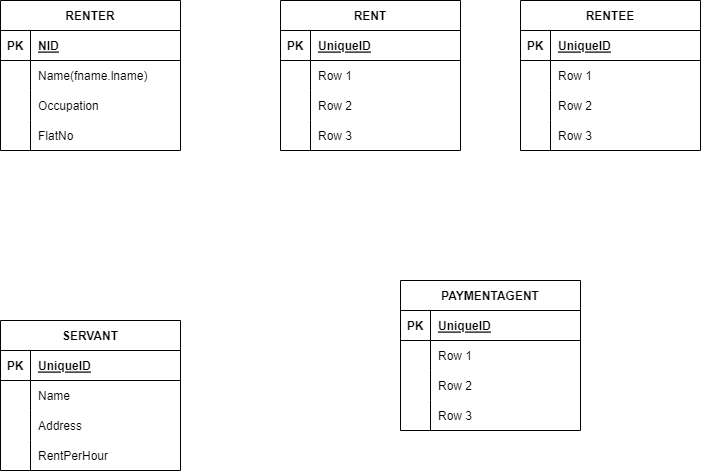 RENTER
PK NID
Name(fname.lname)
Occupation
FlatNo
RENT
PK UniqueID
Row 1
Row 2
Row 3
RENTEE
PK UniqueID
Row 1
Row 2
Row 3
SERVANT
PK UniqueID
Name
Address
RentPerHour
PAYMENTAGENT
PK UniqueID
Row 1
Row 2
Row 3